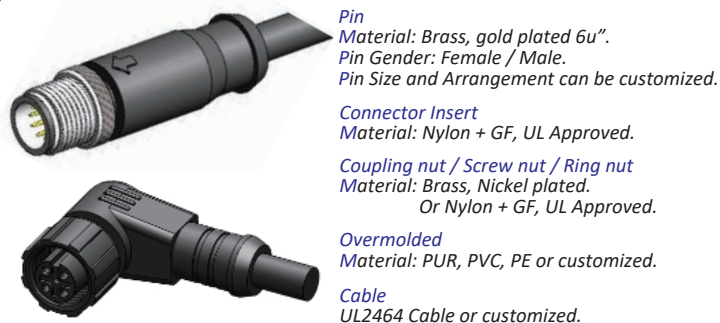 Pin
Material: Brass, gold plated 6u”.
Pin Gender: Female / Male.
Pin Size and Arrangement can be customized.
Connector Insert
Material: Nylon + GF, UL Approved.
Coupling nut / Screw nut / Ring nut
Material: Brass, Nickel plated.
Or Nylon + GF, UL Approved.
Overmolded
Material: PUR, PVC, PE or customized.
Cable
UL2464 Cable or customized.